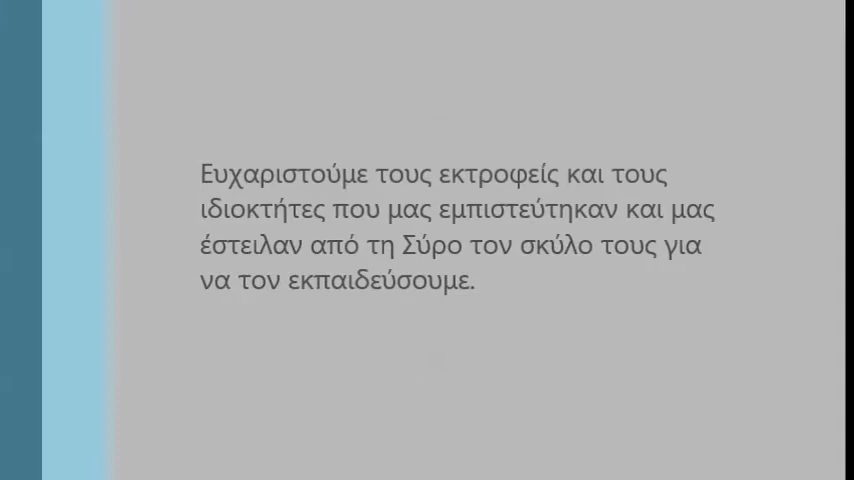 Ευχαριστούμε τους εκτροφείς και τους
ιδιοκτήτες που μας εμπιστεύτηκαν και μας
έστειλαν από τη Σύρο τον σκύλο τους για
να τον εκπαιδεύσουμε.